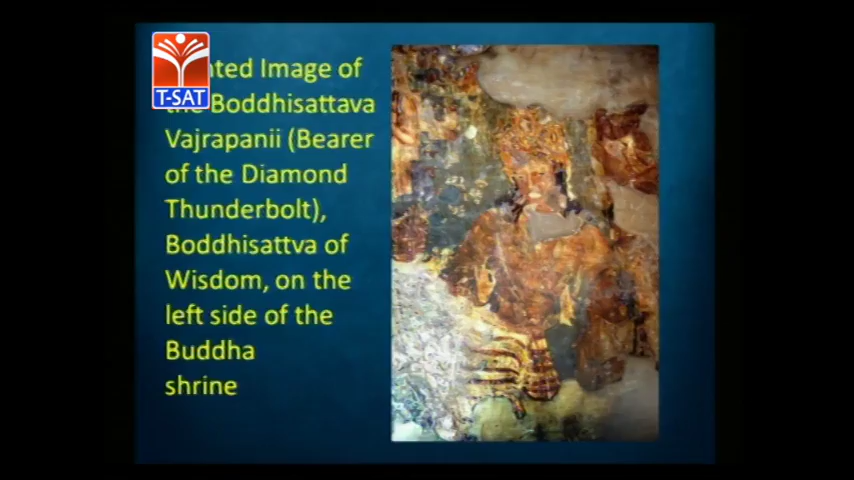 T-SAT
nted Image of
the Boddhisattava
Vajrapanii (Bearer
of the Diamond
Thunderbolt),
Boddhisattva of
Wisdom, on the
left side of the
Buddha
shrine